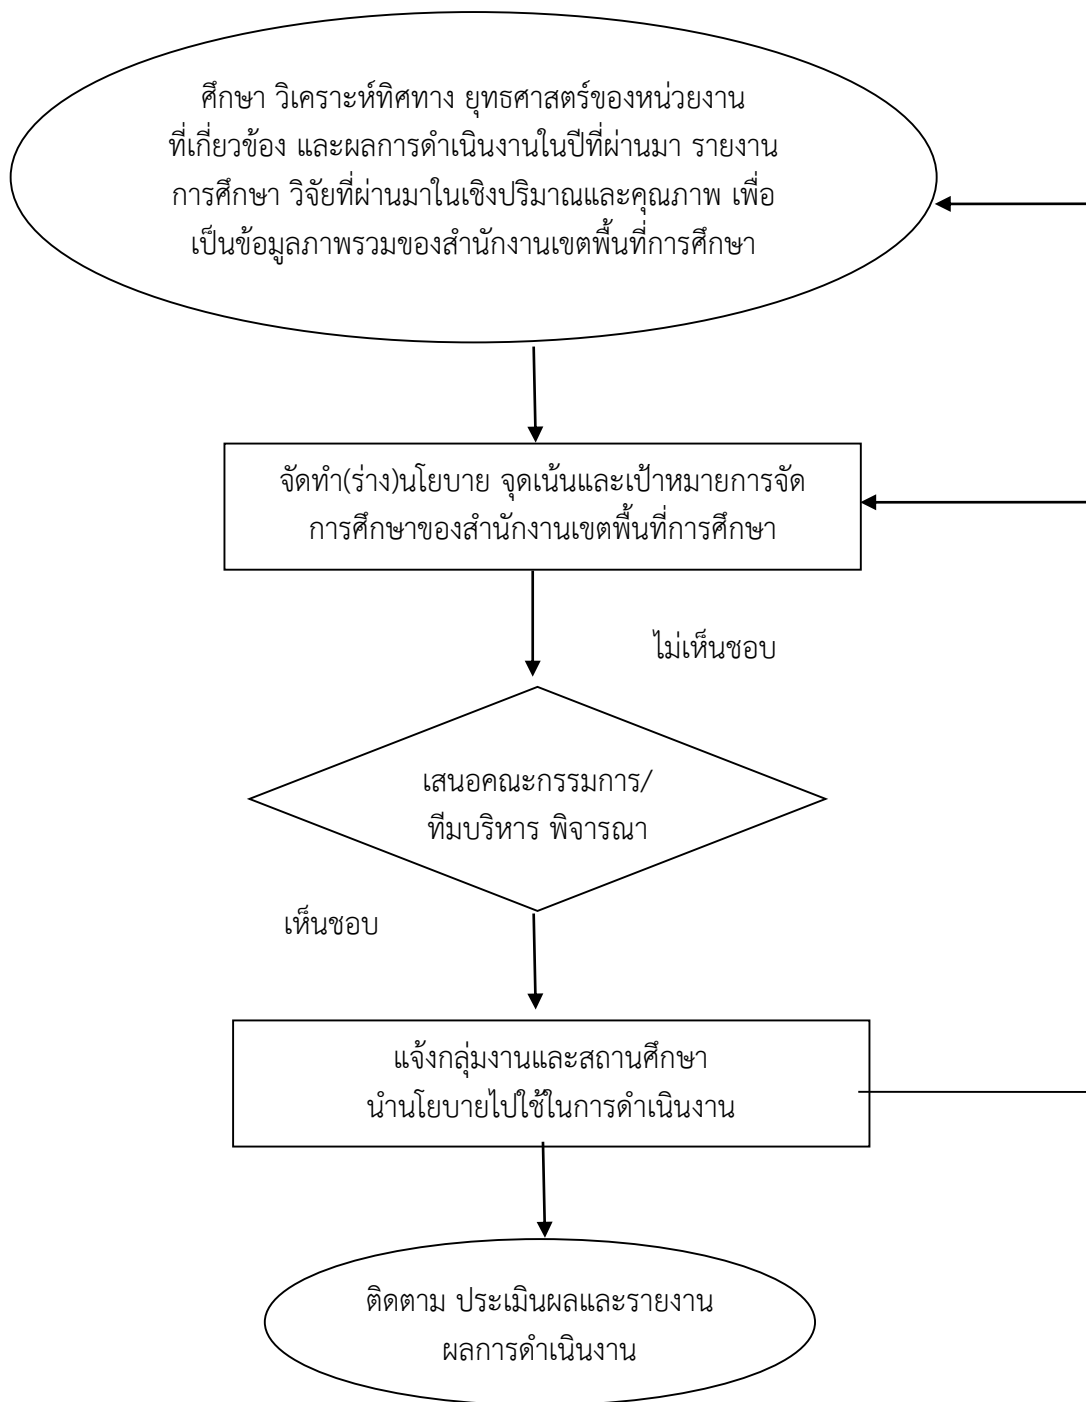 ศึกษา วิเคราะห์ทิศทาง ยุทธศาสตร์ของหน่วยงาน
ที่เกี่ยวข้อง และผลการดำเนินงานในปีที่ผ่านมา รายงาน
การศึกษา วิจัยที่ผ่านมาในเชิงปริมาณและคุณภาพ เพื่อ
เป็นข้อมูลภาพรวมของสำนักงานเขตพื้นที่การศึกษา
จัดทำ(ร่าง)นโยบาย จุดเน้นและเป้าหมายการจัด
การศึกษาของสำนักงานเขตพื้นที่การศึกษา
ไม่เห็นชอบ
เสนอคณะกรรมการ/
ทีมบริหาร พิจารณา
เห็นชอบ
แจ้งกลุ่มงานและสถานศึกษา
นำนโยบายไปใช้ในการดำเนินงาน
ติดตาม ประเมินผลและรายงาน
ผลการดำเนินงาน